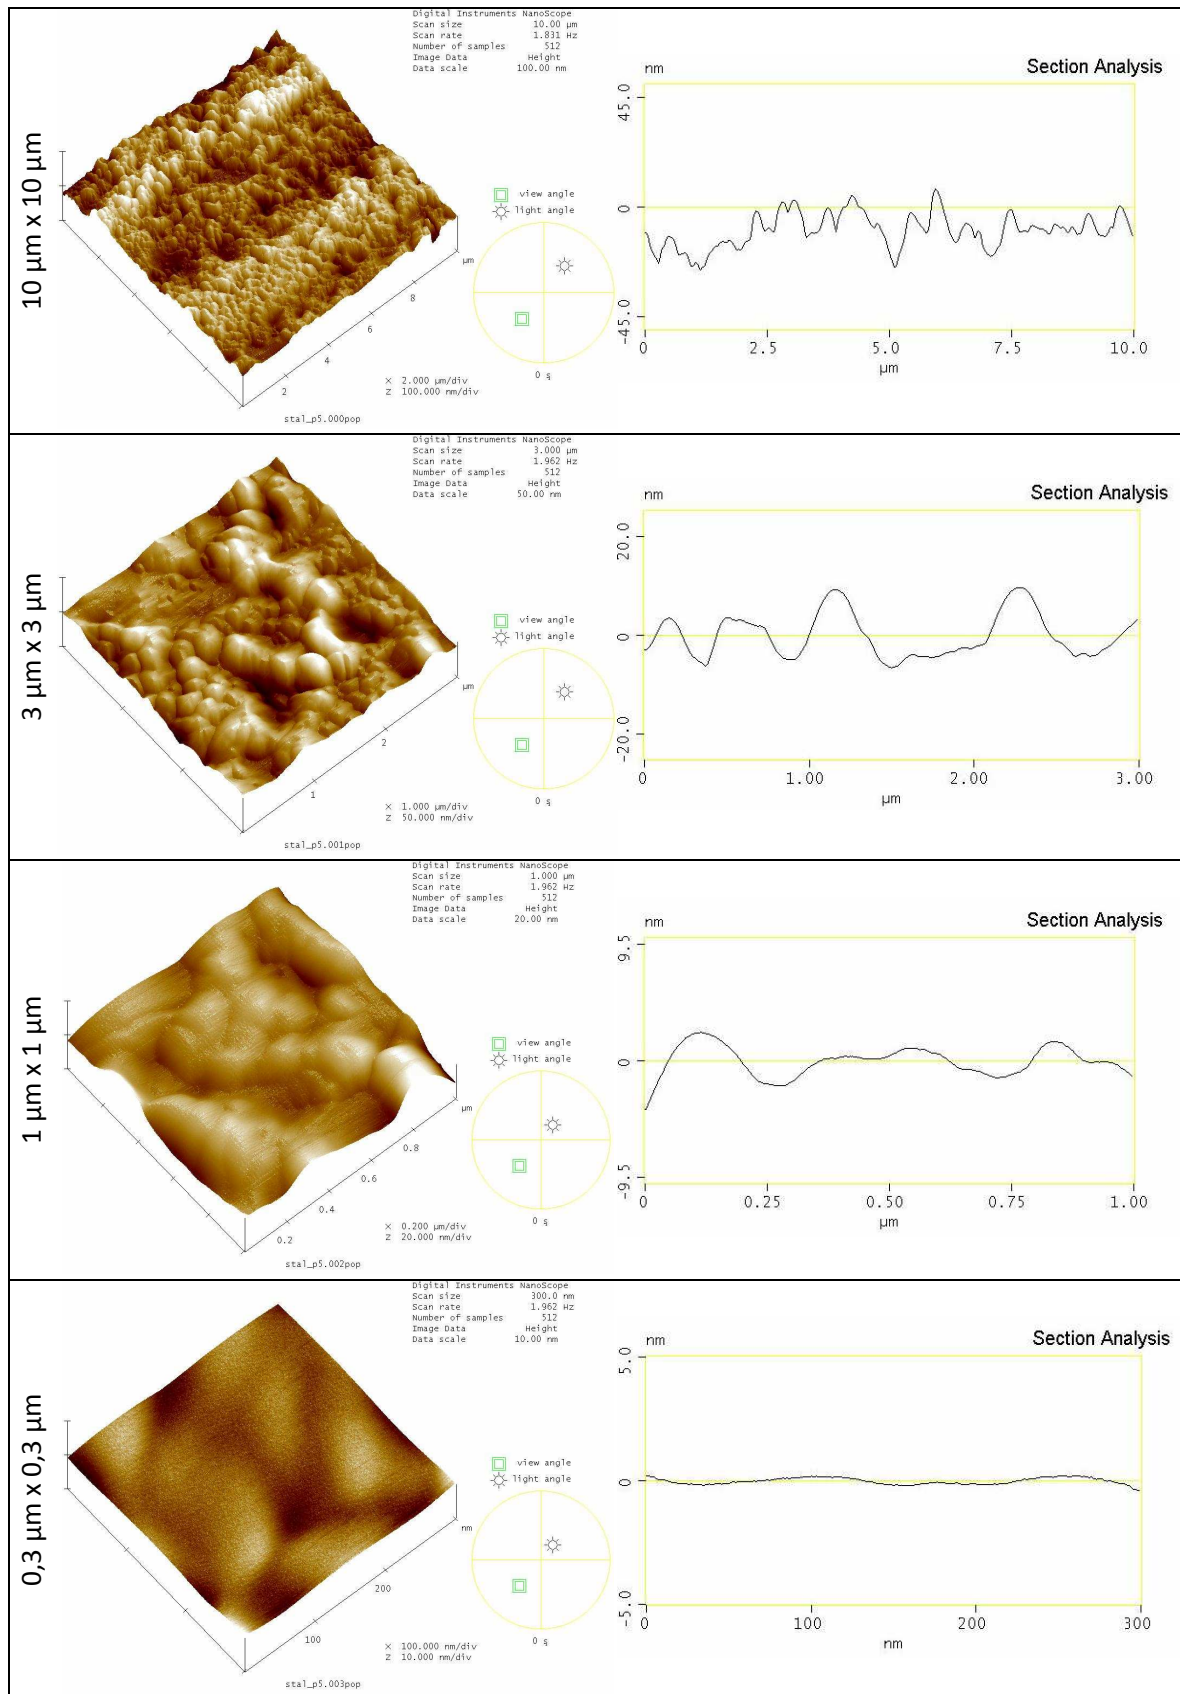 10 µm x 10 µm
Digital Instruments NanoScope
Scan size 10.00 µm
Scan rate 1.831 Hz
Number of samples 512
Image Data Height
Data scale 100.00 nm
view angle
light angle
0 §
µm
8
6
4
2
X 2.000 µm/div
Z 100.000 nm/div
stal_p5.000pop
Section Analysis
nm
45.0
0
-45.0
0 2.5 5.0 7.5 10.0
µm
3 µm x 3 µm
Digital Instruments NanoScope
Scan size 3.000 µm
Scan rate 1.962 Hz
Number of samples 512
Image Data Height
Data scale 50.00 nm
view angle
light angle
0 §
µm
2
1
X 1.000 µm/div
Z 50.000 nm/div
stal_p5.001pop
Section Analysis
nm
20.0
0
-20.0
0 1.00 2.00 3.00
µm
1 µm x 1 µm
Digital Instruments NanoScope
Scan size 1.000 µm
Scan rate 1.962 Hz
Number of samples 512
Image Data Height
Data scale 20.00 nm
view angle
light angle
0 §
µm
0.8
0.6
0.4
0.2
X 0.200 µm/div
Z 20.000 nm/div
stal_p5.002pop
Section Analysis
nm
9.5
0
-9.5
0 0.25 0.50 0.75 1.00
µm
0,3 µm x 0,3 µm
Digital Instruments NanoScope
Scan size 300.0 nm
Scan rate 1.962 Hz
Number of samples 512
Image Data Height
Data scale 10.00 nm
view angle
light angle
0 §
nm
200
100
X 100.000 nm/div
Z 10.000 nm/div
stal_p5.003pop
Section Analysis
nm
5.0
0
-5.0
0 100 200 300
nm